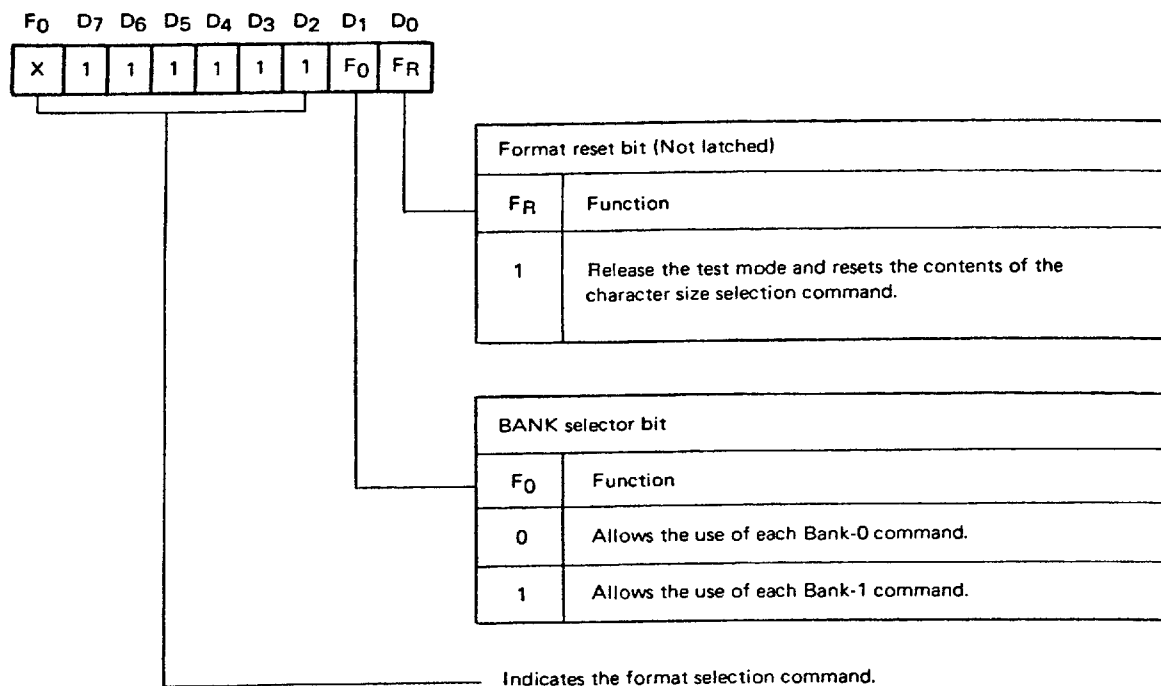 F0 D7 D6 D5 D4 D3 D2 D1 D0
X 1 1 1 1 1 1 F0 FR
Format reset bit (Not latched)
FR Function
1 Release the test mode and resets the contents of the
character size selection command.
BANK selector bit
F0 Function
0 Allows the use of each Bank-0 command.
1 Allows the use of each Bank-1 command.
Indicates the format selection command.